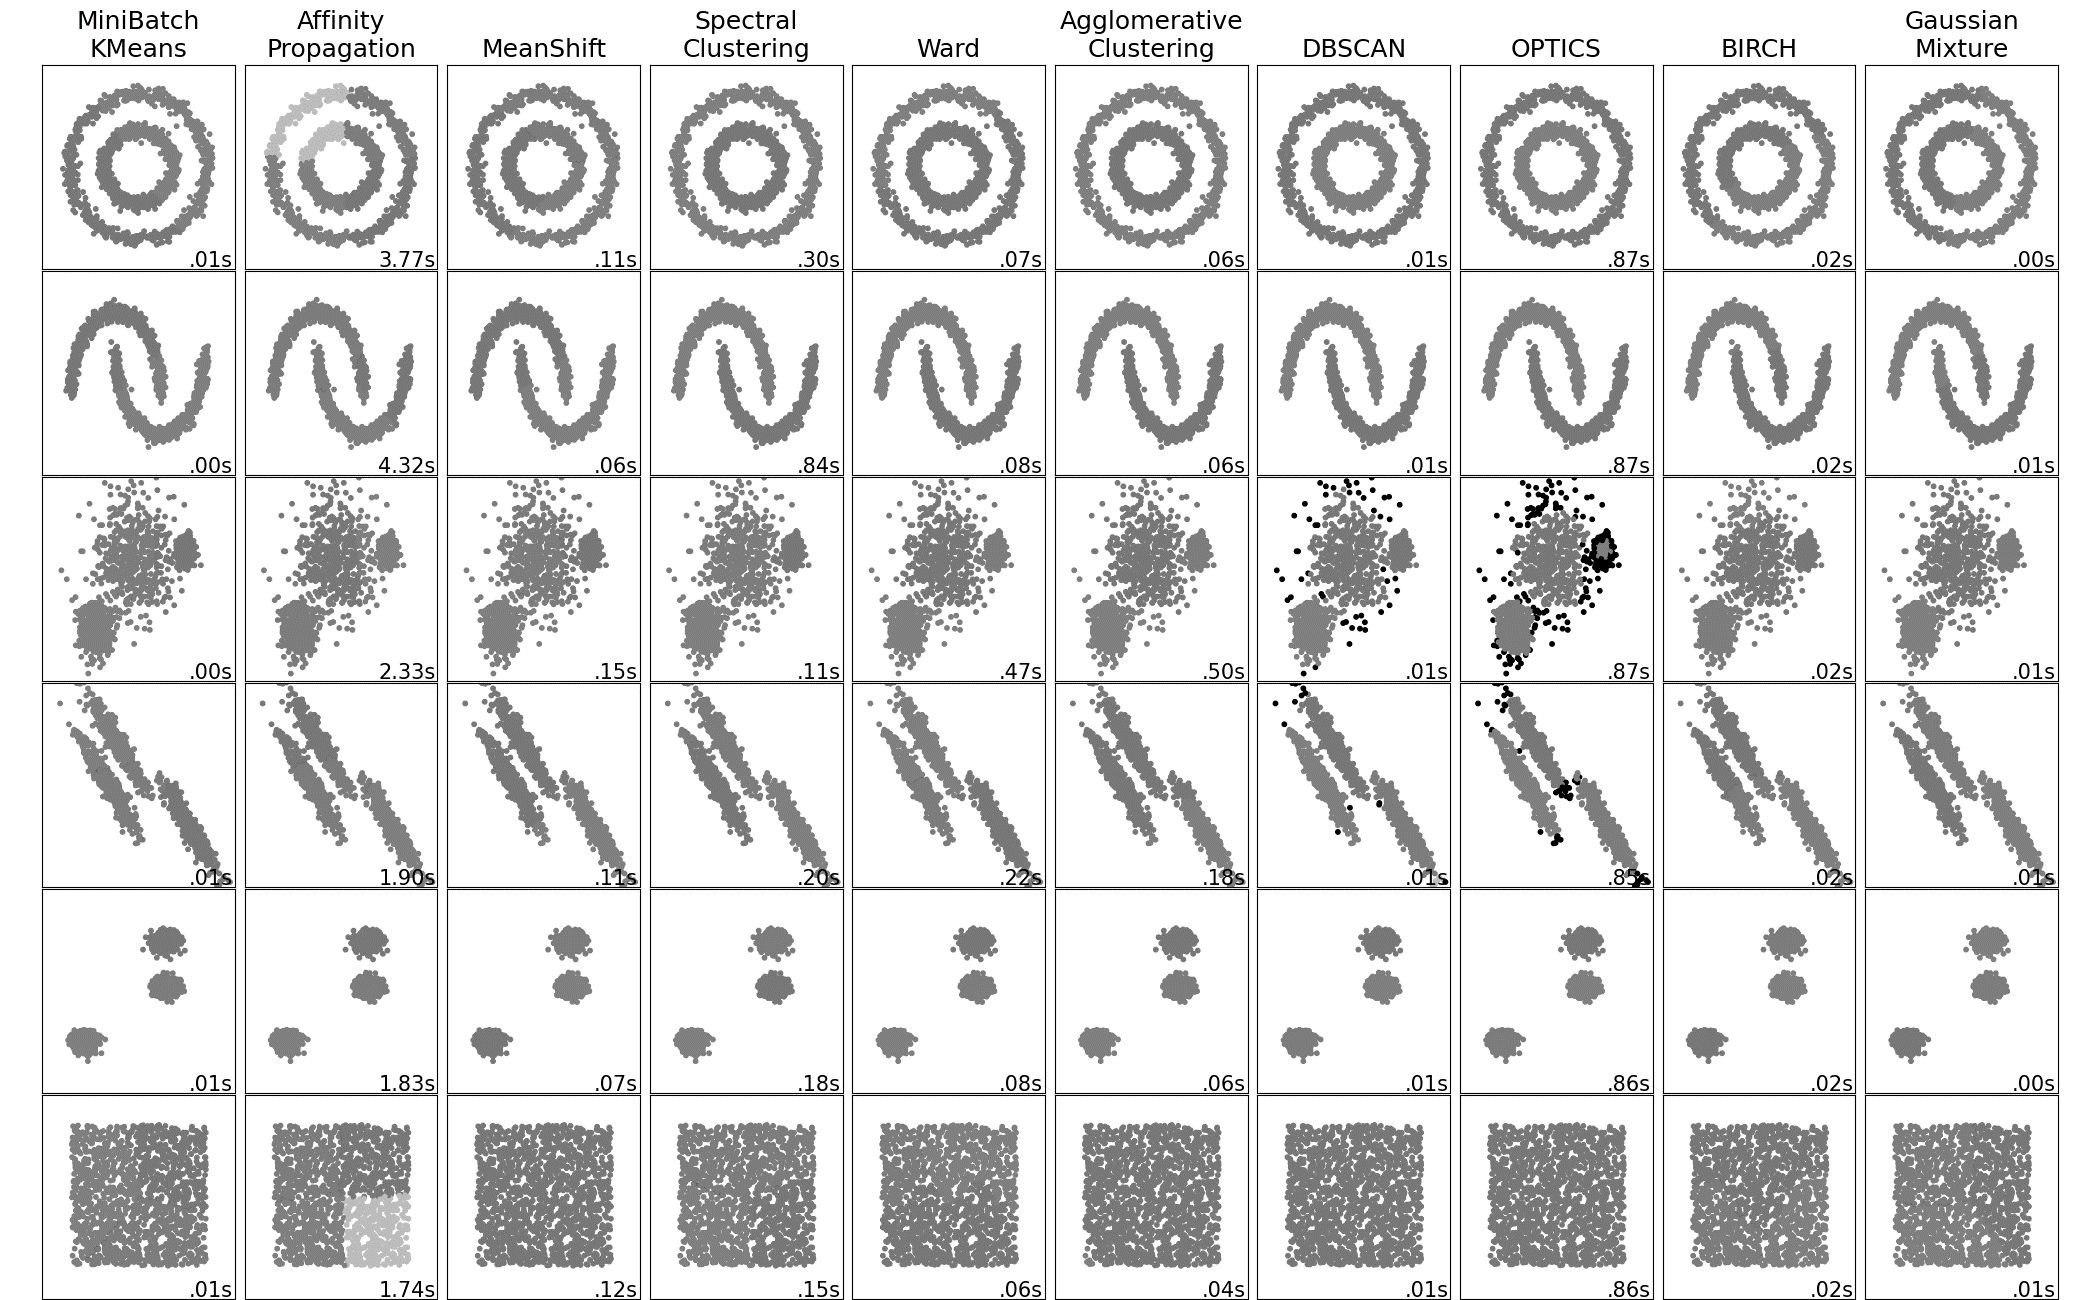 MiniBatch
KMeans
Affinity
Propagation
MeanShift
Spectral
Clustering
Ward
Agglomerative
Clustering
DBSCAN
OPTICS
BIRCH
Gaussian
Mixture
.01s
3.77s
.11s
.30s
.07s
.06s
.01s
.87s
.02s
.00s
.00s
4.32s
.06s
.84s
.08s
.06s
.01s
.87s
.02s
.01s
.00s
2.33s
.15s
.11s
.47s
.50s
.01s
.87s
.02s
.01s
.01s
1.90s
.11s
.20s
.22s
.18s
.01s
.85s
.02s
.01s
.01s
1.83s
.07s
.18s
.08s
.06s
.01s
.86s
.02s
.00s
.01s
1.74s
.12s
.15s
.06s
.04s
.01s
.86s
.02s
.01s